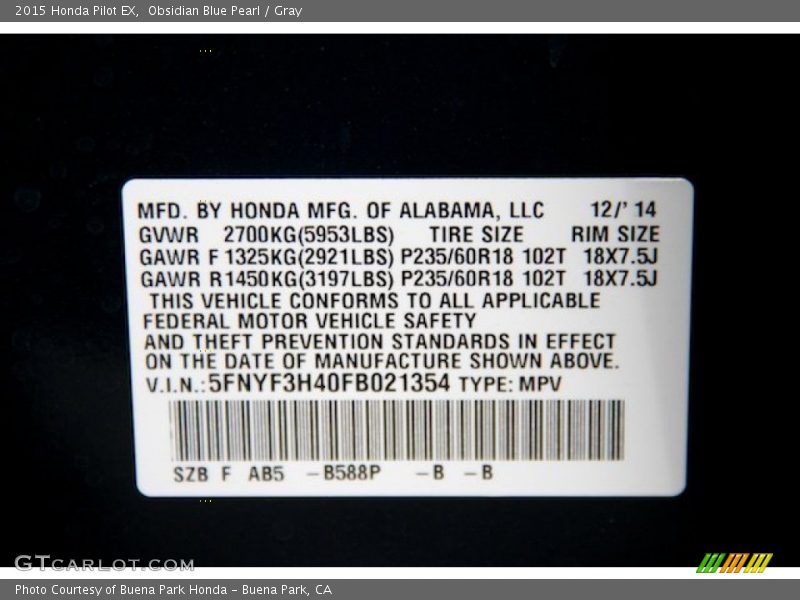 2015 Honda Pilot EX,  Obsidian Blue Pearl / Gray
MFD. BY HONDA MFG. OF ALABAMA, LLC 12/' 14
GVWR 2700KG(5953LBS) TIRE SIZE RIM SIZE
GAWR F 1325KG(2921LBS) P235/60R18 102T 18X7.5J
GAWR R 1450KG(3197LBS) P235/60R18 102T 18X7.5J
THIS VEHICLE CONFORMS TO ALL APPLICABLE
FEDERAL MOTOR VEHICLE SAFETY
AND THEFT PREVENTION STANDARDS IN EFFECT
ON THE DATE OF MANUFACTURE SHOWN ABOVE.
V.I.N.:5FNYF3H40FB021354 TYPE: MPV
SZB F AB5 -B588P -B -B
GTCARLOT.COM
Photo Courtesy of Buena Park Honda - Buena Park, CA